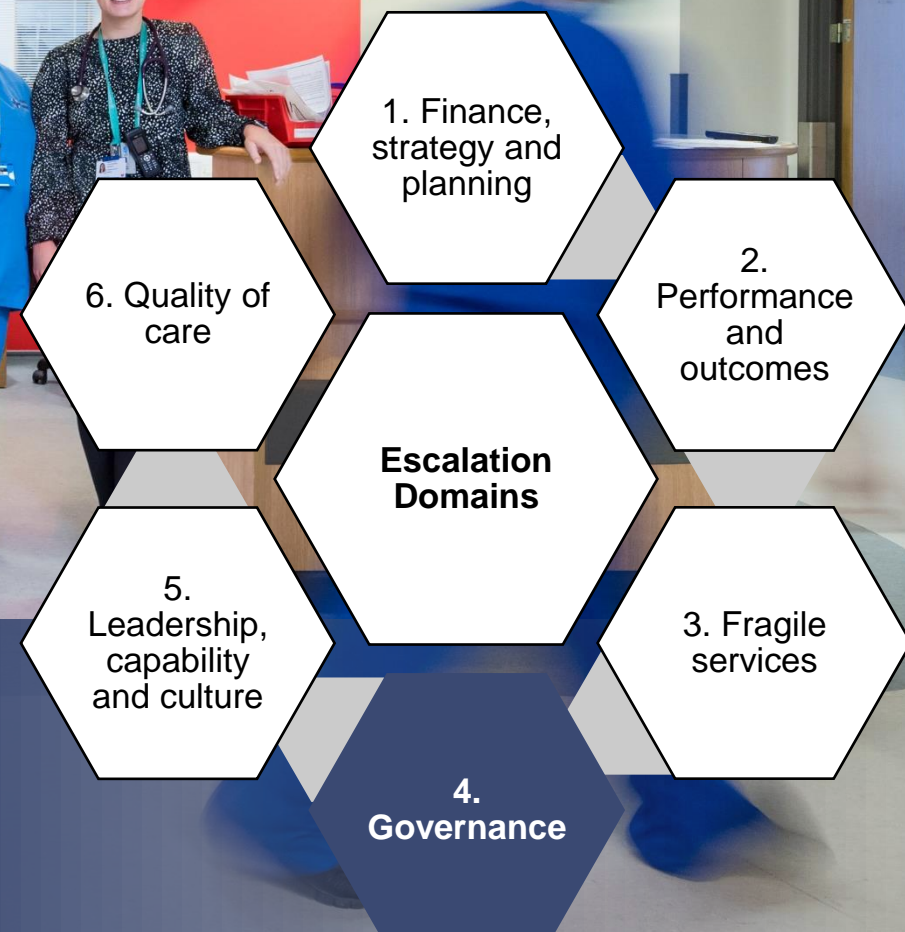 1. Finance,
strategy and
planning
2.
Performance
and
outcomes
3. Fragile
services
4.
Governance
5.
Leadership,
capability
and culture
6. Quality of
care
Escalation
Domains